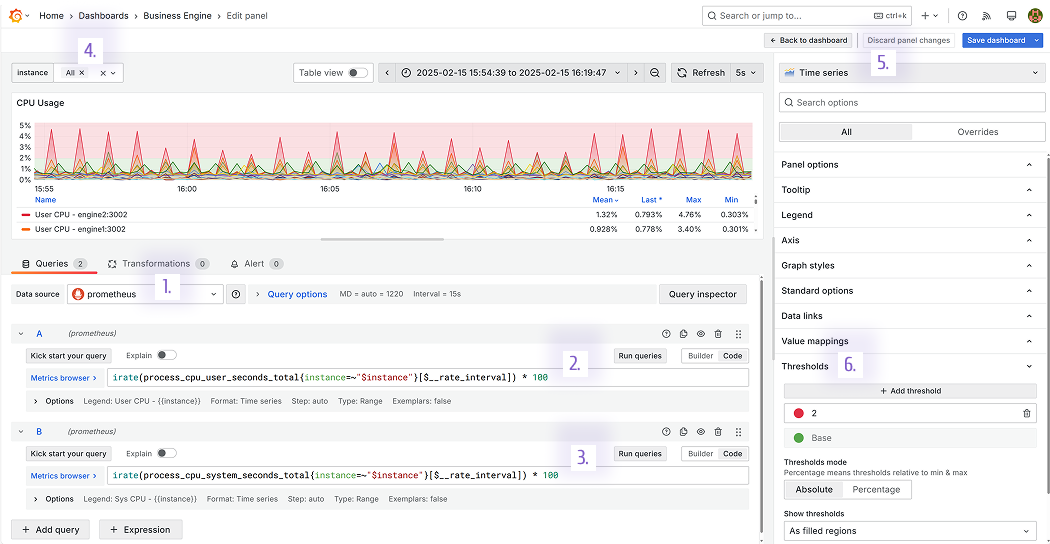 Home › Dashboards › Business Engine › Edit panel
Search or jump to... ctrl+k
4.
← Back to dashboard Discard panel changes Save dashboard
5.
instance All × ×
Table view 2025-02-15 15:54:39 to 2025-02-15 16:19:47 Refresh 5s
Time series
CPU Usage
Search options
5%
4%
3%
2%
1%
0%
15:55 16:00 16:05 16:10 16:15
All Overrides
Name Mean Last * Max Min
User CPU - engine2:3002 1.32% 0.793% 4.76% 0.303%
User CPU - engine1:3002 0.928% 0.778% 3.40% 0.301%
Queries 2 Transformations 0 Alert 0
1.
Data source prometheus › Query options MD = auto = 1220 Interval = 15s Query inspector
A (prometheus)
Kick start your query Explain Run queries Builder Code
2.
Metrics browser › irate(process_cpu_user_seconds_total{instance=~"$instance"}[$__rate_interval]) * 100
› Options Legend: User CPU - {{instance}} Format: Time series Step: auto Type: Range Exemplars: false
B (prometheus)
Kick start your query Explain Run queries Builder Code
3.
Metrics browser › irate(process_cpu_system_seconds_total{instance=~"$instance"}[$__rate_interval]) * 100
› Options Legend: Sys CPU - {{instance}} Format: Time series Step: auto Type: Range Exemplars: false
+ Add query + Expression
Panel options
Tooltip
Legend
Axis
Graph styles
Standard options
Data links
Value mappings
Thresholds
6.
+ Add threshold
2
Base
Thresholds mode
Percentage means thresholds relative to min & max
Absolute Percentage
Show thresholds
As filled regions